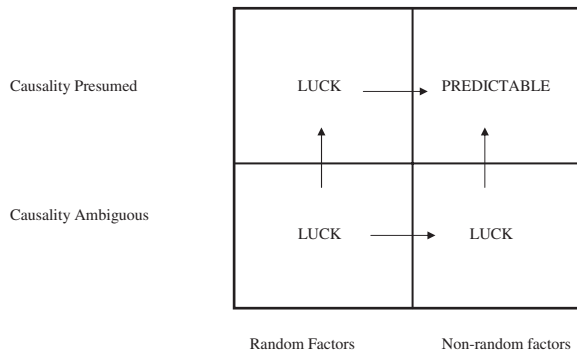 Causality Presumed
LUCK
PREDICTABLE
Causality Ambiguous
LUCK
LUCK
Random Factors
Non-random factors